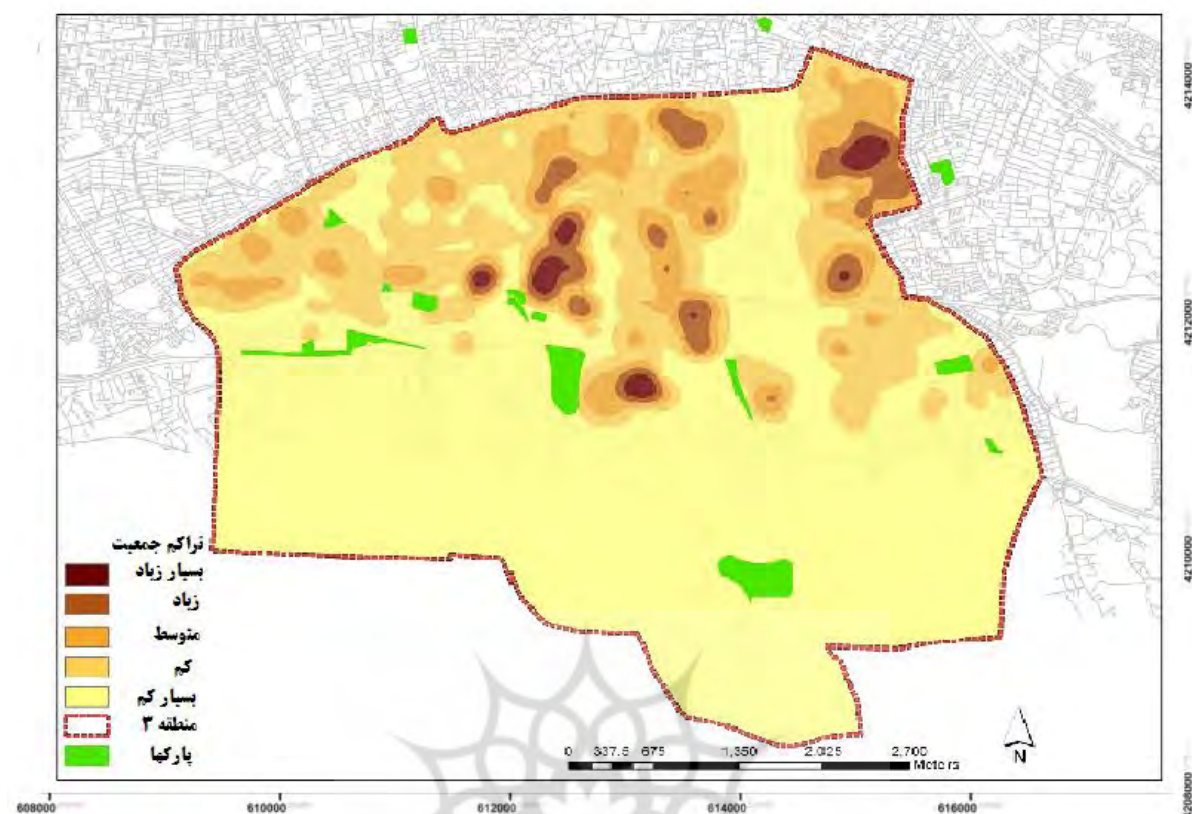 4214000
4212000
4210000
4208000
تراکم جمعیت
بسیار زیاد
زیاد
متوسط
کم
بسیار کم
منطقه ۳
پارکها
0 337.5 675 1,350 2,025 2,700
Meters
N
608000 610000 612000 614000 616000